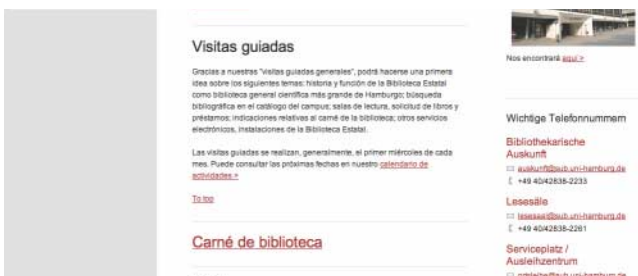 Visitas guiadas
Gracias a nuestras "visitas guiadas generales", podrá hacerse una primera
idea sobre los siguientes temas: historia y función de la Biblioteca Estatal
como biblioteca general científica más grande de Hamburgo; búsqueda
bibliográfica en el catálogo del campus; salas de lectura, solicitud de libros y
préstamos; indicaciones relativas al carné de la biblioteca; otros servicios
electrónicos, instalaciones de la Biblioteca Estatal.
Las visitas guiadas se realizan, generalmente, el primer miércoles de cada
mes. Puede consultar las próximas fechas en nuestro calendario de
actividades >
To top
Carné de biblioteca
Nos encontrará aquí >
Wichtige Telefonnummern
Bibliothekarische
Auskunft
auskunft@sub.uni-hamburg.de
+49 40/42838-2233
Lesesäle
lesesaal@sub.uni-hamburg.de
+49 40/42838-2261
Serviceplatz /
Ausleihzentrum